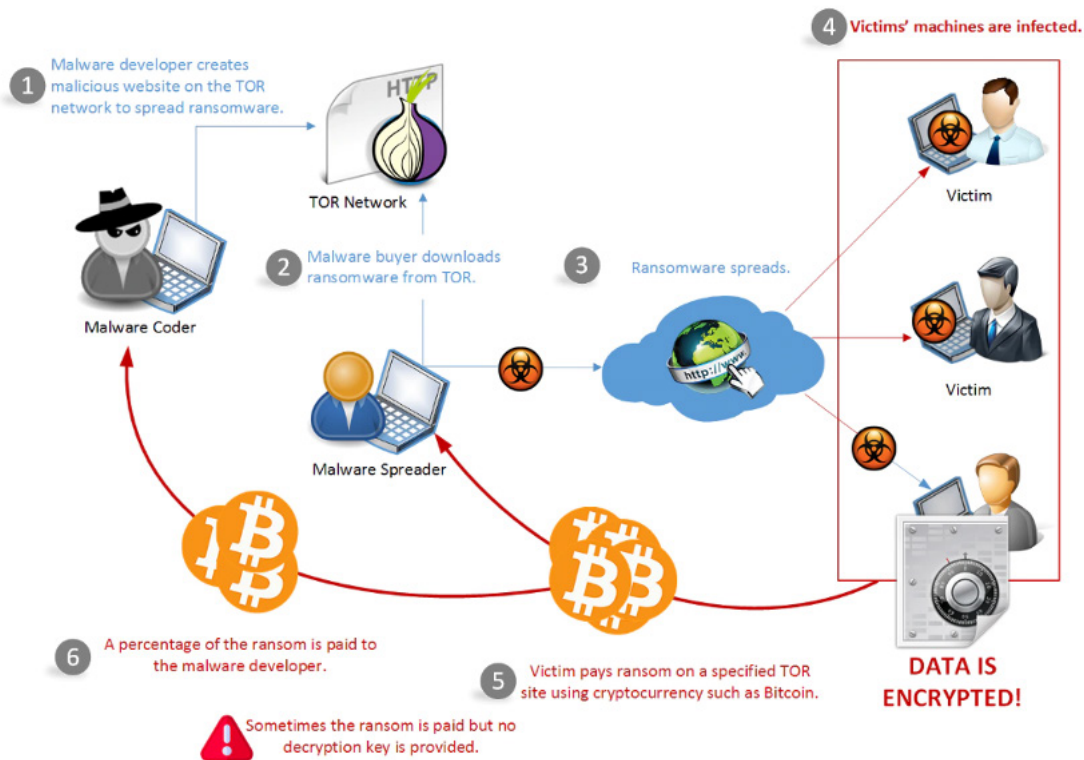 4
Victims' machines are infected.
1
Malware developer creates
malicious website on the TOR
network to spread ransomware.
HTTP
TOR Network
2
Malware buyer downloads
ransomware from TOR.
3
Ransomware spreads.
Victim
Malware Coder
http://www
Victim
Malware Spreader
6
A percentage of the ransom is paid to
the malware developer.
5
Victim pays ransom on a specified TOR
site using cryptocurrency such as Bitcoin.
DATA IS
ENCRYPTED!
Sometimes the ransom is paid but no
decryption key is provided.